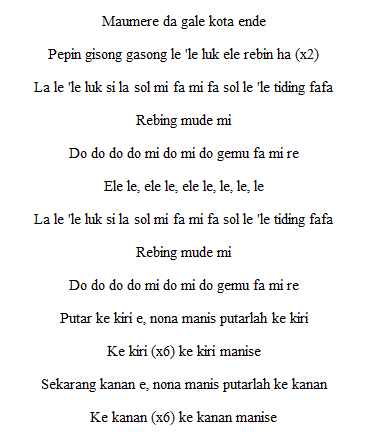 Maumere da gale kota ende
Pepin gisong gasong le 'le luk ele rebin ha (x2)
La le 'le luk si la sol mi fa mi fa sol le 'le tiding fafa
Rebing mude mi
Do do do do mi do mi do gemu fa mi re
Ele le, ele le, ele le, le, le, le
La le 'le luk si la sol mi fa mi fa sol le 'le tiding fafa
Rebing mude mi
Do do do do mi do mi do gemu fa mi re
Putar ke kiri e, nona manis putarlah ke kiri
Ke kiri (x6) ke kiri manise
Sekarang kanan e, nona manis putarlah ke kanan
Ke kanan (x6) ke kanan manise